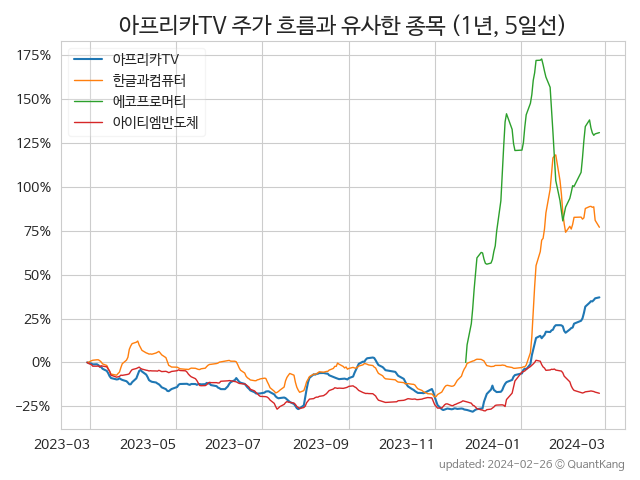 아프리카TV 주가 흐름과 유사한 종목 (1년, 5일선)
175%
150%
125%
100%
75%
50%
25%
0%
−25%
아프리카TV
한글과컴퓨터
에코프로머티
아이티엠반도체
2023-03 2023-05 2023-07 2023-09 2023-11 2024-01 2024-03
updated: 2024-02-26 © QuantKang